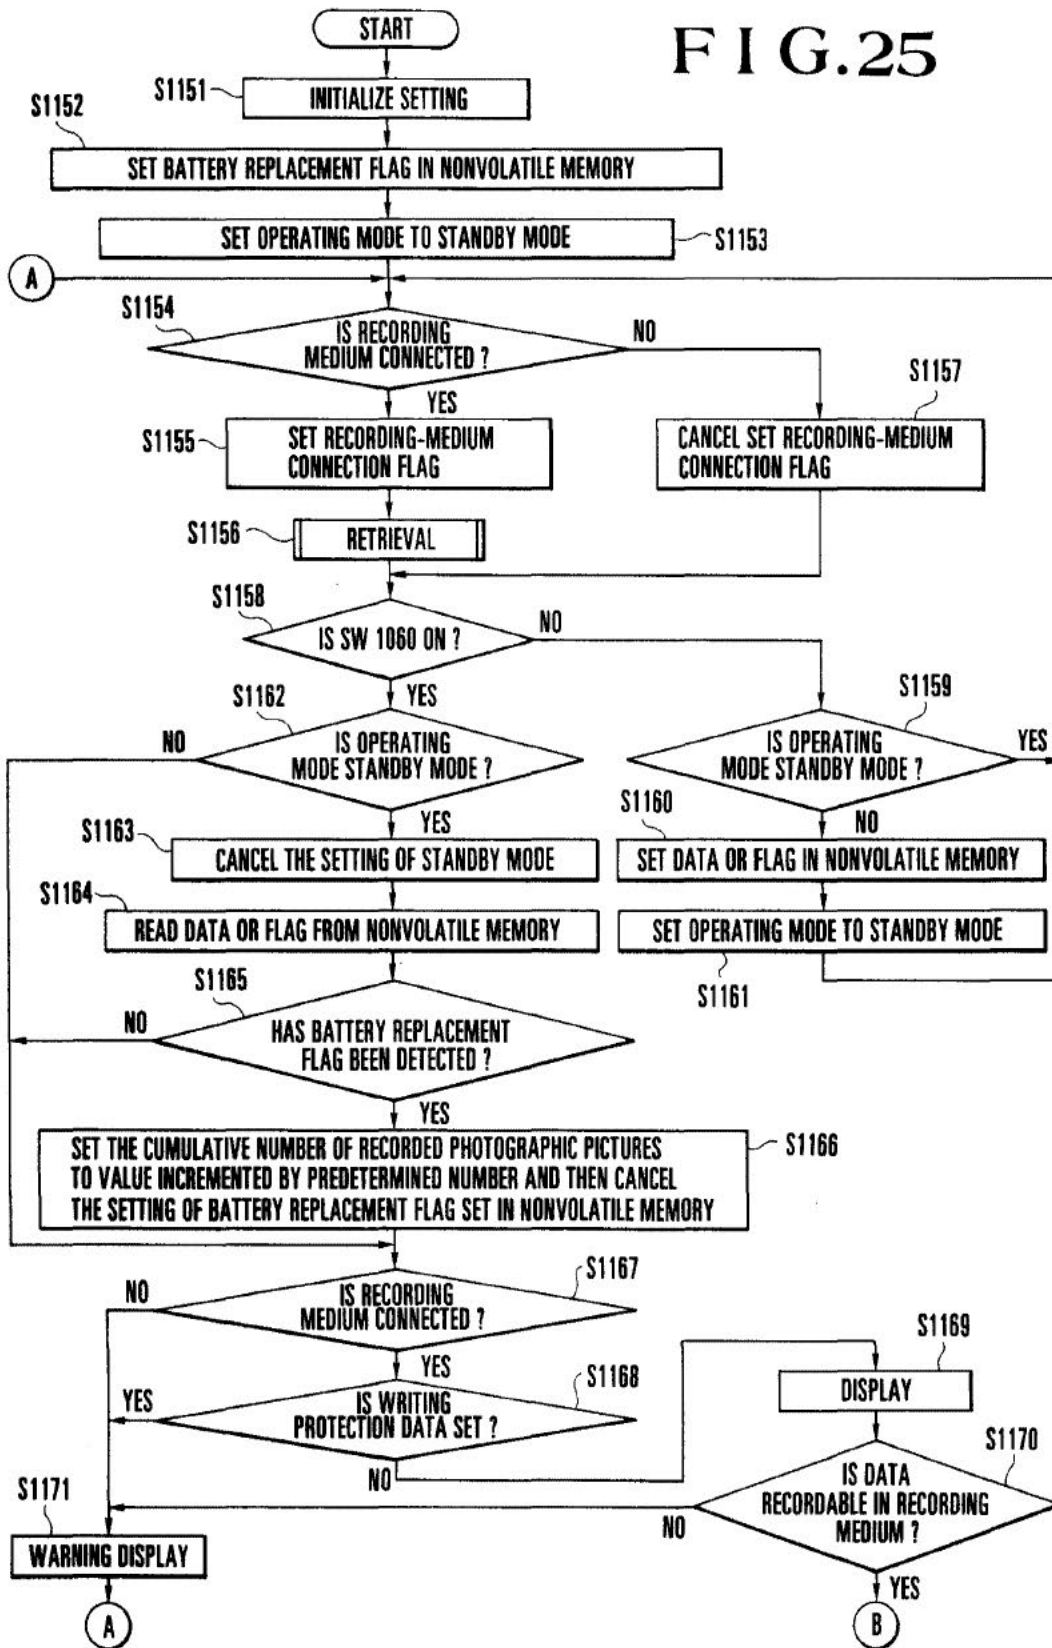 START
FIG.25
S1151
INITIALIZE SETTING
S1152
SET BATTERY REPLACEMENT FLAG IN NONVOLATILE MEMORY
SET OPERATING MODE TO STANDBY MODE
S1153
A
S1154
IS RECORDING
MEDIUM CONNECTED ?
NO
YES
S1155
SET RECORDING-MEDIUM
CONNECTION FLAG
S1157
CANCEL SET RECORDING-MEDIUM
CONNECTION FLAG
S1156
RETRIEVAL
S1158
IS SW 1060 ON ?
NO
YES
S1162
NO
IS OPERATING
MODE STANDBY MODE ?
YES
S1159
IS OPERATING
MODE STANDBY MODE ?
YES
NO
S1163
CANCEL THE SETTING OF STANDBY MODE
S1160
SET DATA OR FLAG IN NONVOLATILE MEMORY
S1164
READ DATA OR FLAG FROM NONVOLATILE MEMORY
SET OPERATING MODE TO STANDBY MODE
S1161
S1165
NO
HAS BATTERY REPLACEMENT
FLAG BEEN DETECTED ?
YES
SET THE CUMULATIVE NUMBER OF RECORDED PHOTOGRAPHIC PICTURES
TO VALUE INCREMENTED BY PREDETERMINED NUMBER AND THEN CANCEL
THE SETTING OF BATTERY REPLACEMENT FLAG SET IN NONVOLATILE MEMORY
S1166
S1167
NO
IS RECORDING
MEDIUM CONNECTED ?
YES
S1168
YES
IS WRITING
PROTECTION DATA SET ?
NO
S1169
DISPLAY
S1170
IS DATA
RECORDABLE IN RECORDING
MEDIUM ?
NO
YES
S1171
WARNING DISPLAY
A
B